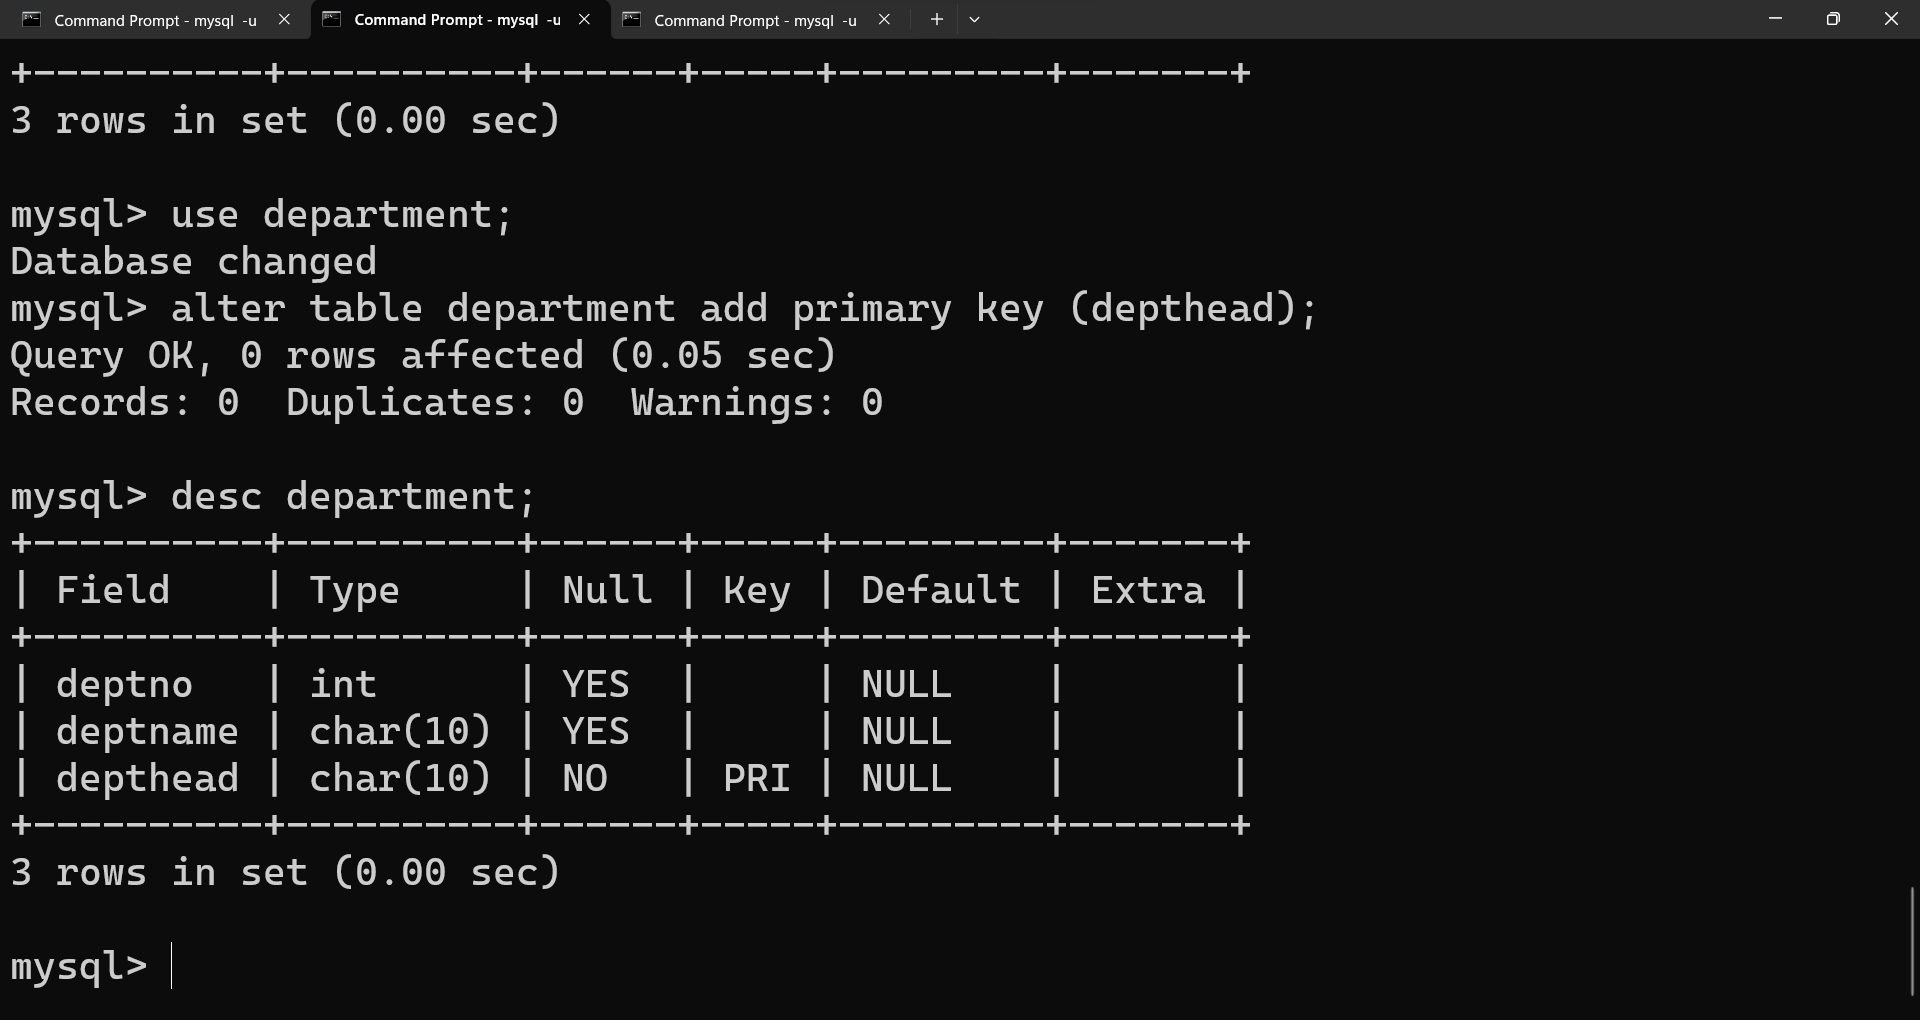 Command Prompt - mysql -u
Command Prompt - mysql -u
Command Prompt - mysql -u
+----------+----------+------+-----+---------+-------+
3 rows in set (0.00 sec)
mysql> use department;
Database changed
mysql> alter table department add primary key (depthead);
Query OK, 0 rows affected (0.05 sec)
Records: 0  Duplicates: 0  Warnings: 0
mysql> desc department;
+----------+----------+------+-----+---------+-------+
| Field    | Type     | Null | Key | Default | Extra |
+----------+----------+------+-----+---------+-------+
| deptno   | int      | YES  |     | NULL    |       |
| deptname | char(10) | YES  |     | NULL    |       |
| depthead | char(10) | NO   | PRI | NULL    |       |
+----------+----------+------+-----+---------+-------+
3 rows in set (0.00 sec)
mysql>